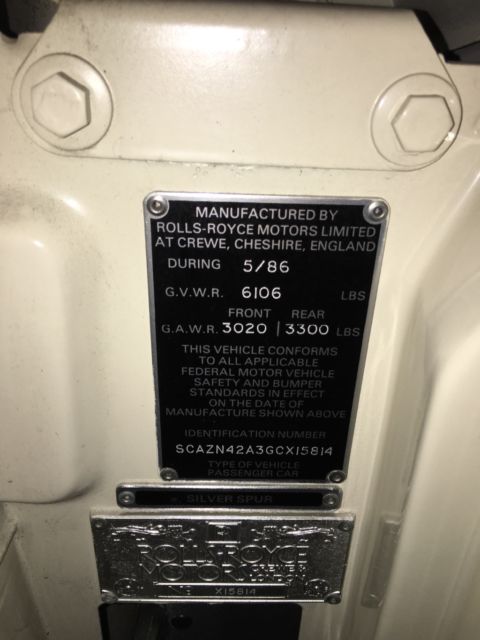 MANUFACTURED BY
ROLLS-ROYCE MOTORS LIMITED
AT CREWE, CHESHIRE, ENGLAND
DURING 5/86
G.V.W.R. 6106 LBS
FRONT REAR
G.A.W.R. 3020 3300 LBS
THIS VEHICLE CONFORMS
TO ALL APPLICABLE
FEDERAL MOTOR VEHICLE
SAFETY AND BUMPER
STANDARDS IN EFFECT
ON THE DATE OF
MANUFACTURE SHOWN ABOVE
IDENTIFICATION NUMBER
SCAZN42A3GCX15814
TYPE OF VEHICLE
PASSENGER CAR
SILVER SPUR
ROLLS-ROYCE
MOTORS CREWE &
LONDON
No X15814